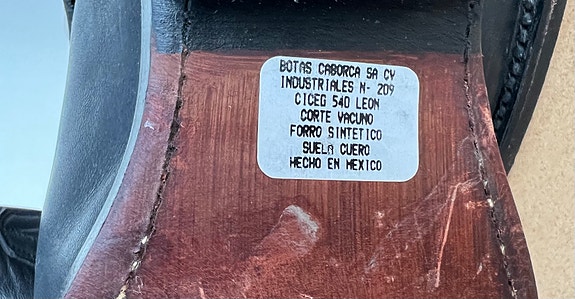 BOTAS CABORCA SA CV
INDUSTRIALES N- 209
CICEG 540 LEON
CORTE VACUNO
FORRO SINTETICO
SUELA CUERO
HECHO EN MEXICO